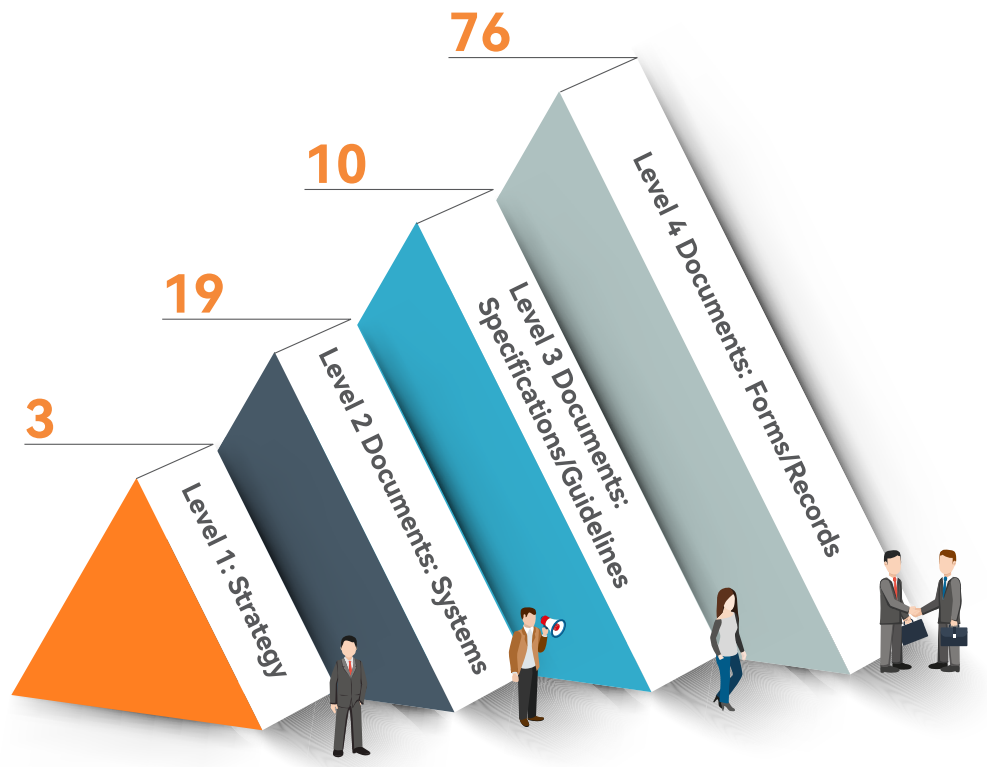 76
10
19
3
Level 1: Strategy
Level 2 Documents: Systems
Level 3 Documents:
Specifications/Guidelines
Level 4 Documents: Forms/Records